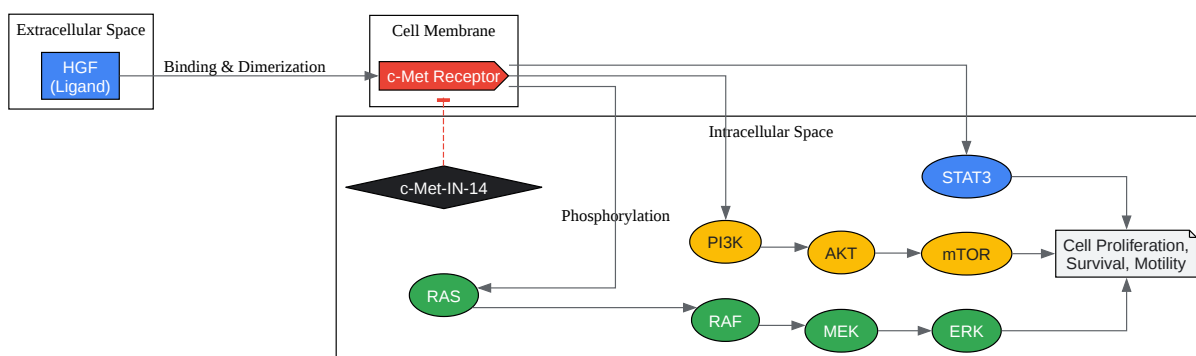 Extracellular Space
HGF
(Ligand)
Binding & Dimerization
Cell Membrane
c-Met Receptor
Intracellular Space
c-Met-IN-14
STAT3
Phosphorylation
PI3K
AKT
mTOR
Cell Proliferation,
Survival, Motility
RAS
RAF
MEK
ERK